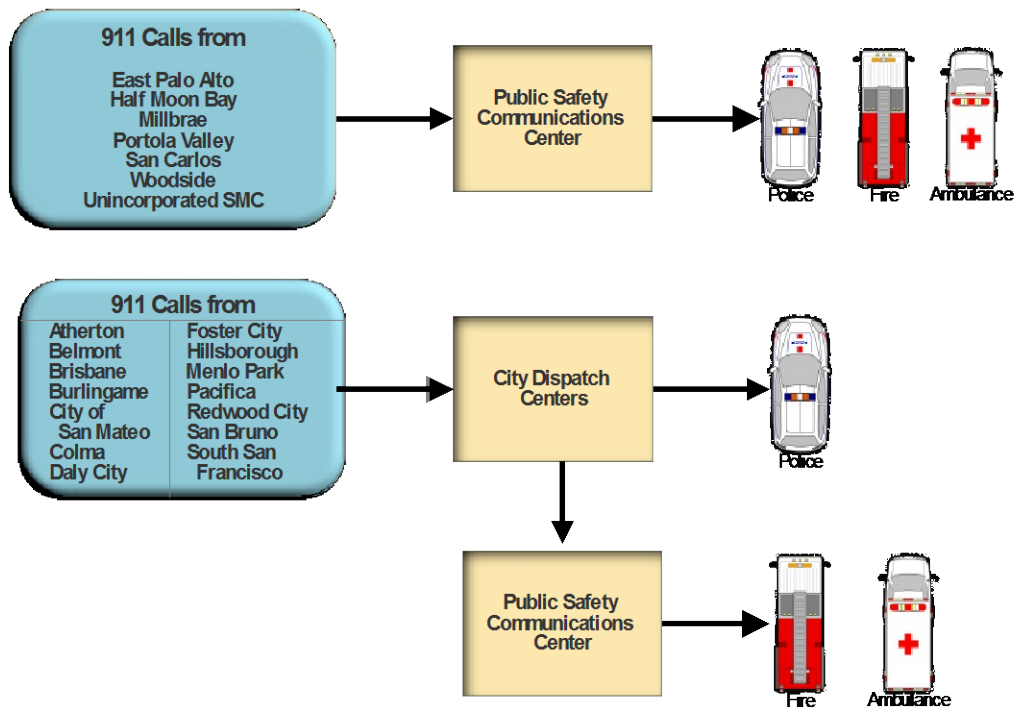 911 Calls from
East Palo Alto
Half Moon Bay
Millbrae
Portola Valley
San Carlos
Woodside
Unincorporated SMC
Public Safety
Communications
Center
Police
Fire
Ambulance
911 Calls from
Atherton
Belmont
Brisbane
Burlingame
City of
San Mateo
Colma
Daly City
Foster City
Hillsborough
Menlo Park
Pacifica
Redwood City
San Bruno
South San
Francisco
City Dispatch
Centers
Police
Public Safety
Communications
Center
Fire
Ambulance